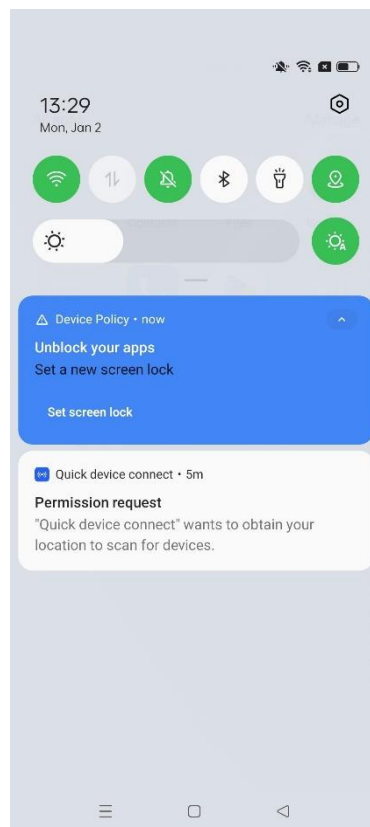 13:29
Mon, Jan 2
Device Policy • now
Unblock your apps
Set a new screen lock
Set screen lock
Quick device connect • 5m
Permission request
"Quick device connect" wants to obtain your
location to scan for devices.